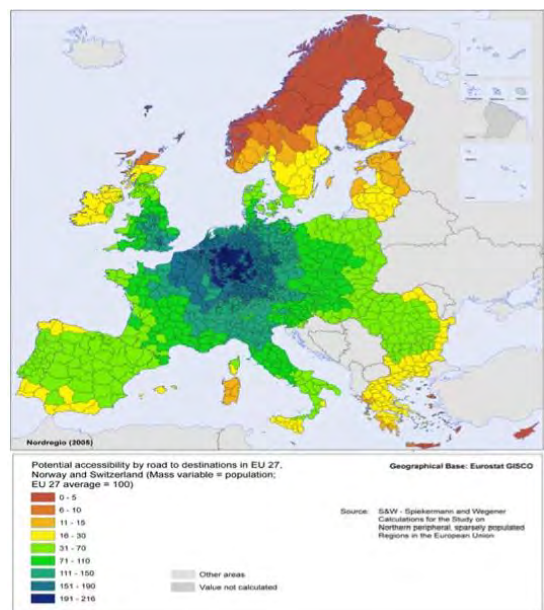 Nordregio (2005)
Potential accessibility by road to destinations in EU 27,
Norway and Switzerland (Mass variable = population;
EU 27 average = 100)
0 - 5
6 - 10
11 - 15
16 - 30
31 - 70
71 - 110
111 - 150
151 - 190
191 - 216
Other areas
Value not calculated
Geographical Base: Eurostat GISCO
Source: S&W - Spiekermann and Wegener
Calculations for the Study on
Northern peripheral, sparsely populated
Regions in the European Union